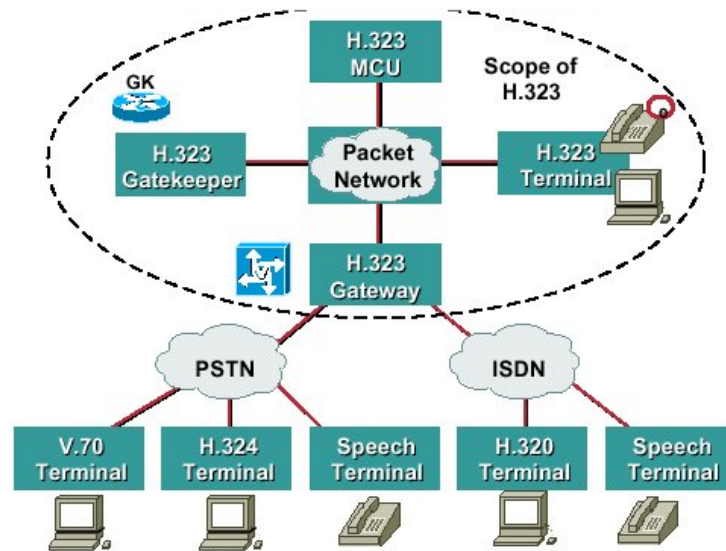 H.323
MCU
Scope of
H.323
GK
H.323
Gatekeeper
Packet
Network
H.323
Terminal
V
H.323
Gateway
PSTN
ISDN
V.70
Terminal
H.324
Terminal
Speech
Terminal
H.320
Terminal
Speech
Terminal